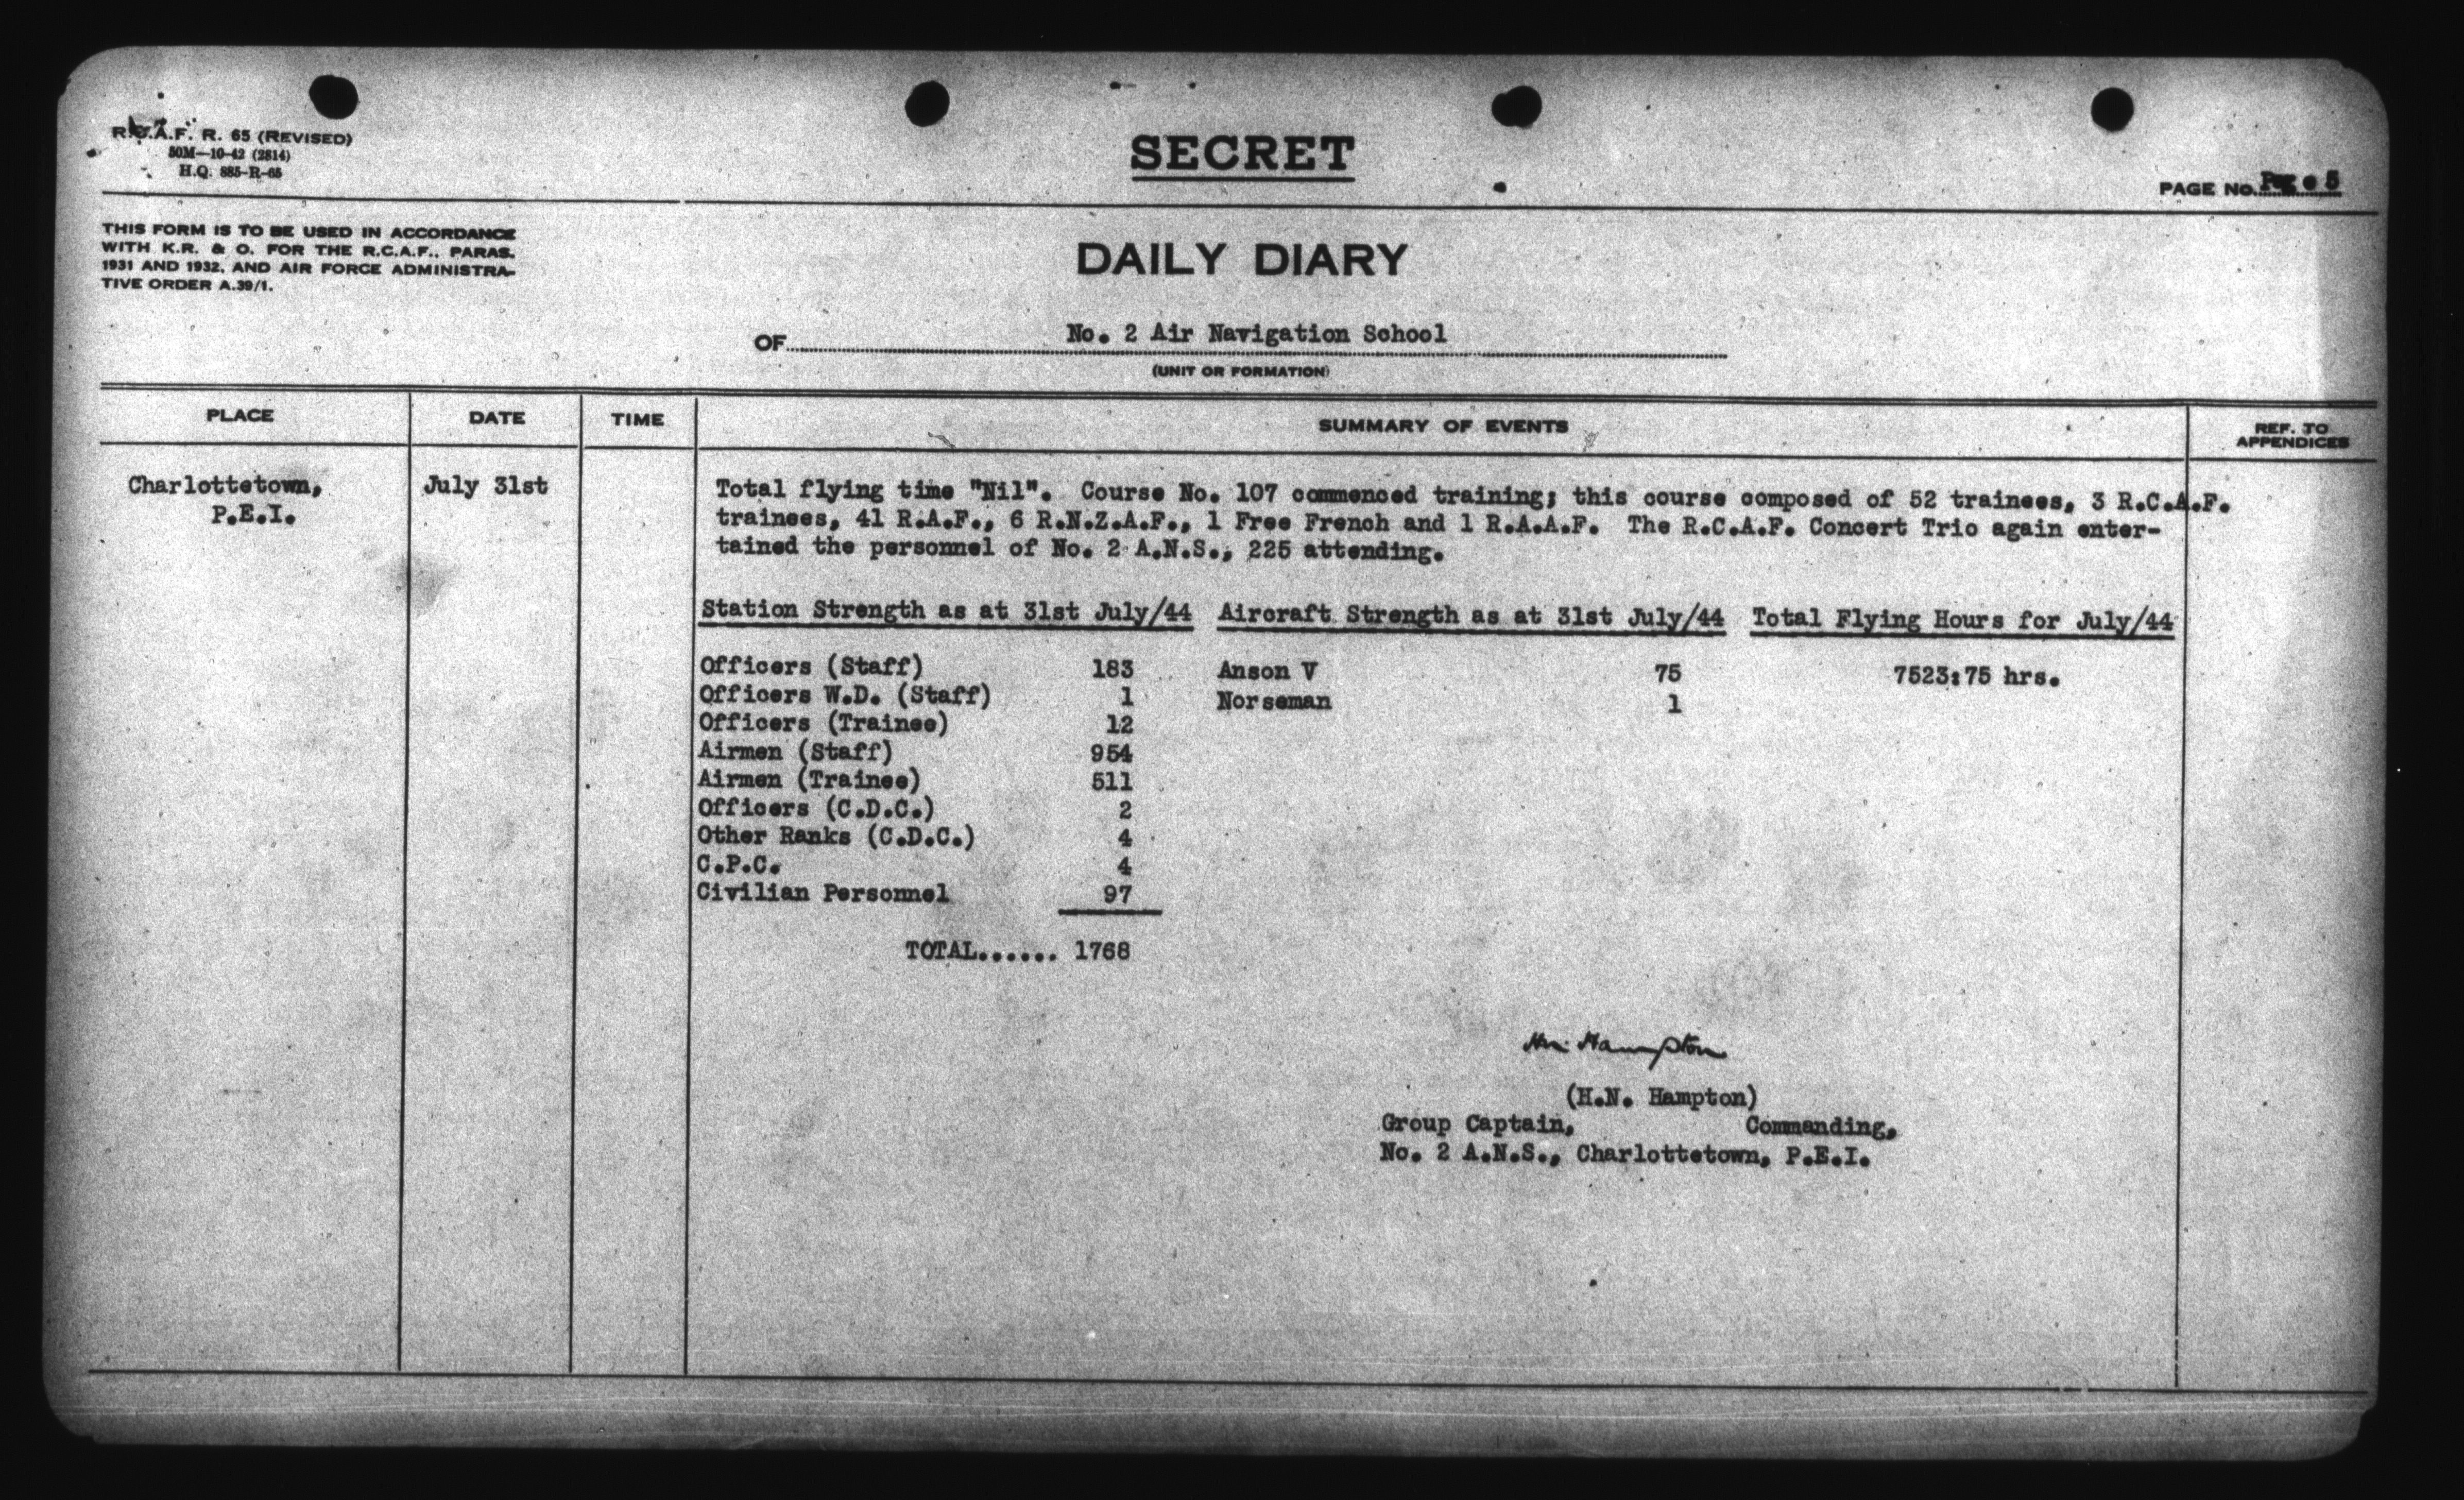 R.C.A.F. R. 65 (REVISED)
50M—10-42 (2814)
H.Q. 885-R-65
SECRET
PAGE NO. Page 5
THIS FORM IS TO BE USED IN ACCORDANCE
WITH K.R. & O. FOR THE R.C.A.F., PARAS.
1931 AND 1932, AND AIR FORCE ADMINISTRA-
TIVE ORDER A.39/1.
DAILY DIARY
OF No. 2 Air Navigation School
(UNIT OR FORMATION)
PLACE DATE TIME SUMMARY OF EVENTS REF. TO APPENDICES
Charlottetown, July 31st Total flying time "Nil". Course No. 107 commenced training; this course composed of 52 trainees, 3 R.C.A.F.
P.E.I. trainees, 41 R.A.F., 6 R.N.Z.A.F., 1 Free French and 1 R.A.A.F. The R.C.A.F. Concert Trio again enter-
tained the personnel of No. 2 A.N.S., 225 attending.
Station Strength as at 31st July/44 Aircraft Strength as at 31st July/44 Total Flying Hours for July/44
Officers (Staff) 183 Anson V 75 7523:75 hrs.
Officers W.D. (Staff) 1 Norseman 1
Officers (Trainee) 12
Airmen (Staff) 954
Airmen (Trainee) 511
Officers (C.D.C.) 2
Other Ranks (C.D.C.) 4
C.P.C. 4
Civilian Personnel 97
TOTAL...... 1768
Hampton
(H.N. Hampton)
Group Captain, Commanding,
No. 2 A.N.S., Charlottetown, P.E.I.